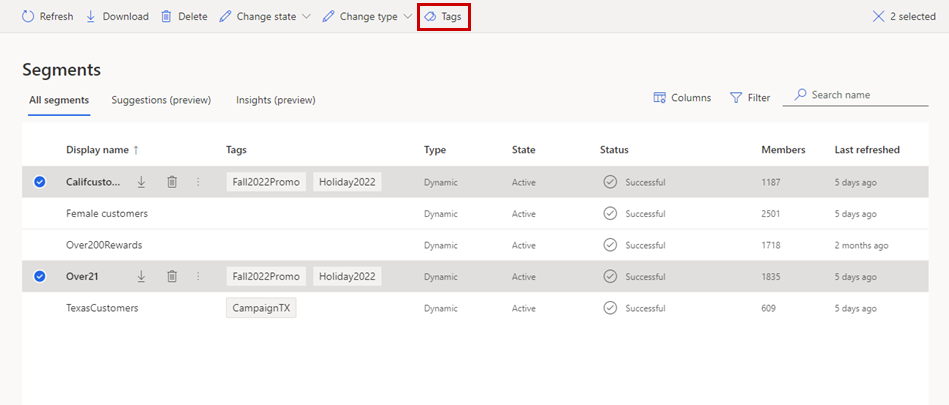 Refresh Download Delete Change state Change type Tags 2 selected
Segments
All segments Suggestions (preview) Insights (preview) Columns Filter Search name
Display name Tags Type State Status Members Last refreshed
Califcusto... Fall2022Promo Holiday2022 Dynamic Active Successful 1187 5 days ago
Female customers Dynamic Active Successful 2501 5 days ago
Over200Rewards Dynamic Active Successful 1718 2 months ago
Over21 Fall2022Promo Holiday2022 Dynamic Active Successful 1835 5 days ago
TexasCustomers CampaignTX Dynamic Active Successful 609 5 days ago